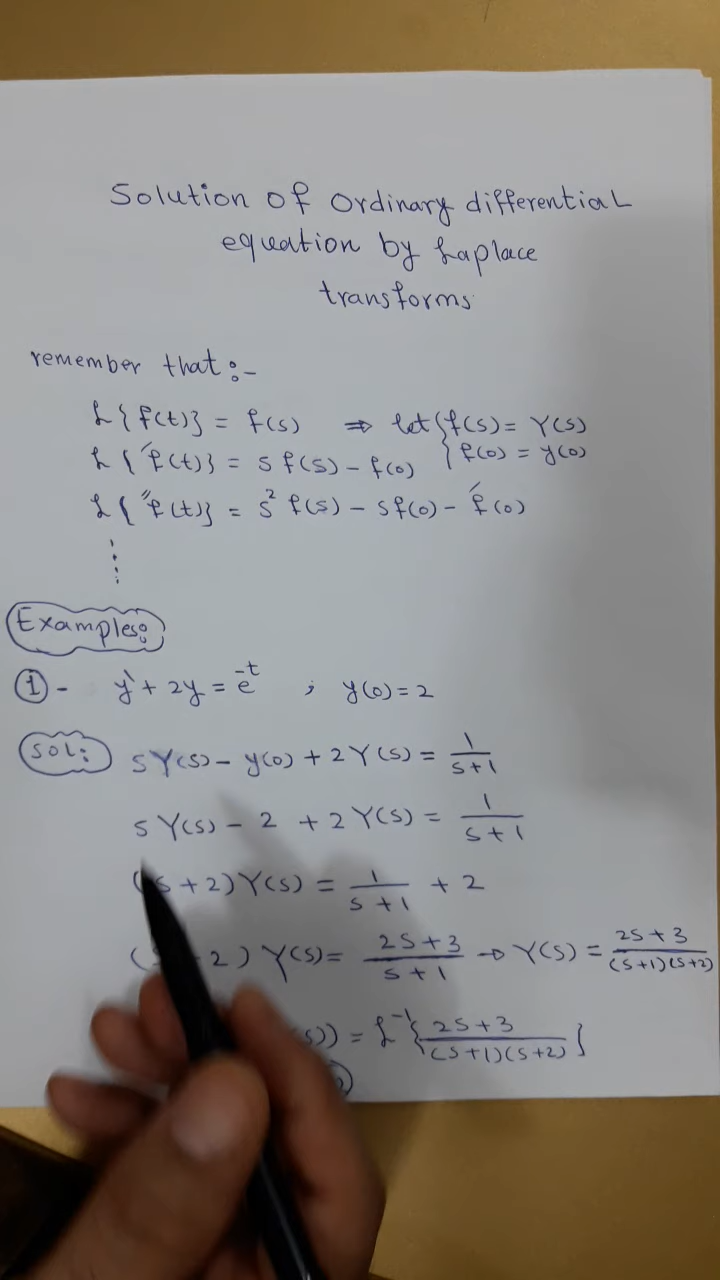 Solution of ordinary differential
equation by Laplace
transforms
remember that:-
ℒ{f(t)} = f(s) ⇒ let { f(s) = Y(s)
ℒ{f́(t)} = s f(s) - f(0) { f(0) = y(0)
ℒ{f̋(t)} = s² f(s) - s f(0) - f́(0)
⋮
Examples:
① - y̍ + 2y = e⁻ᵗ ; y(0) = 2
Sol: sY(s) - y(0) + 2Y(s) = 1/(s+1)
sY(s) - 2 + 2Y(s) = 1/(s+1)
( + 2) Y(s) = 1/(s+1) + 2
( 2) Y(s) = (2s+3)/(s+1) → Y(s) = (2s+3)/((s+1)(s+2))
(s)) = ℒ⁻¹{(2s+3)/((s+1)(s+2))}